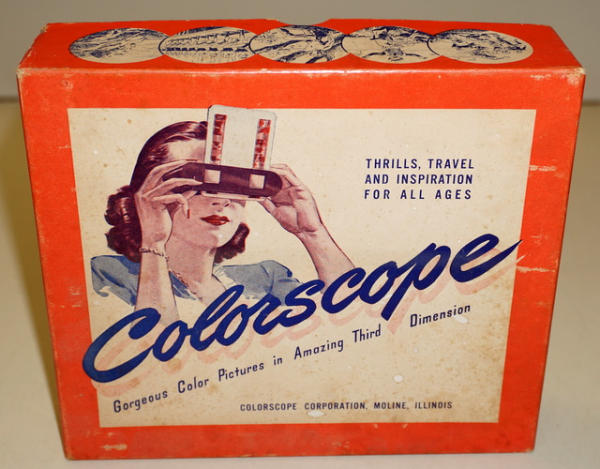 THRILLS, TRAVEL
AND INSPIRATION
FOR ALL AGES
Colorscope
Gorgeous Color Pictures in Amazing Third Dimension
COLORSCOPE CORPORATION, MOLINE, ILLINOIS